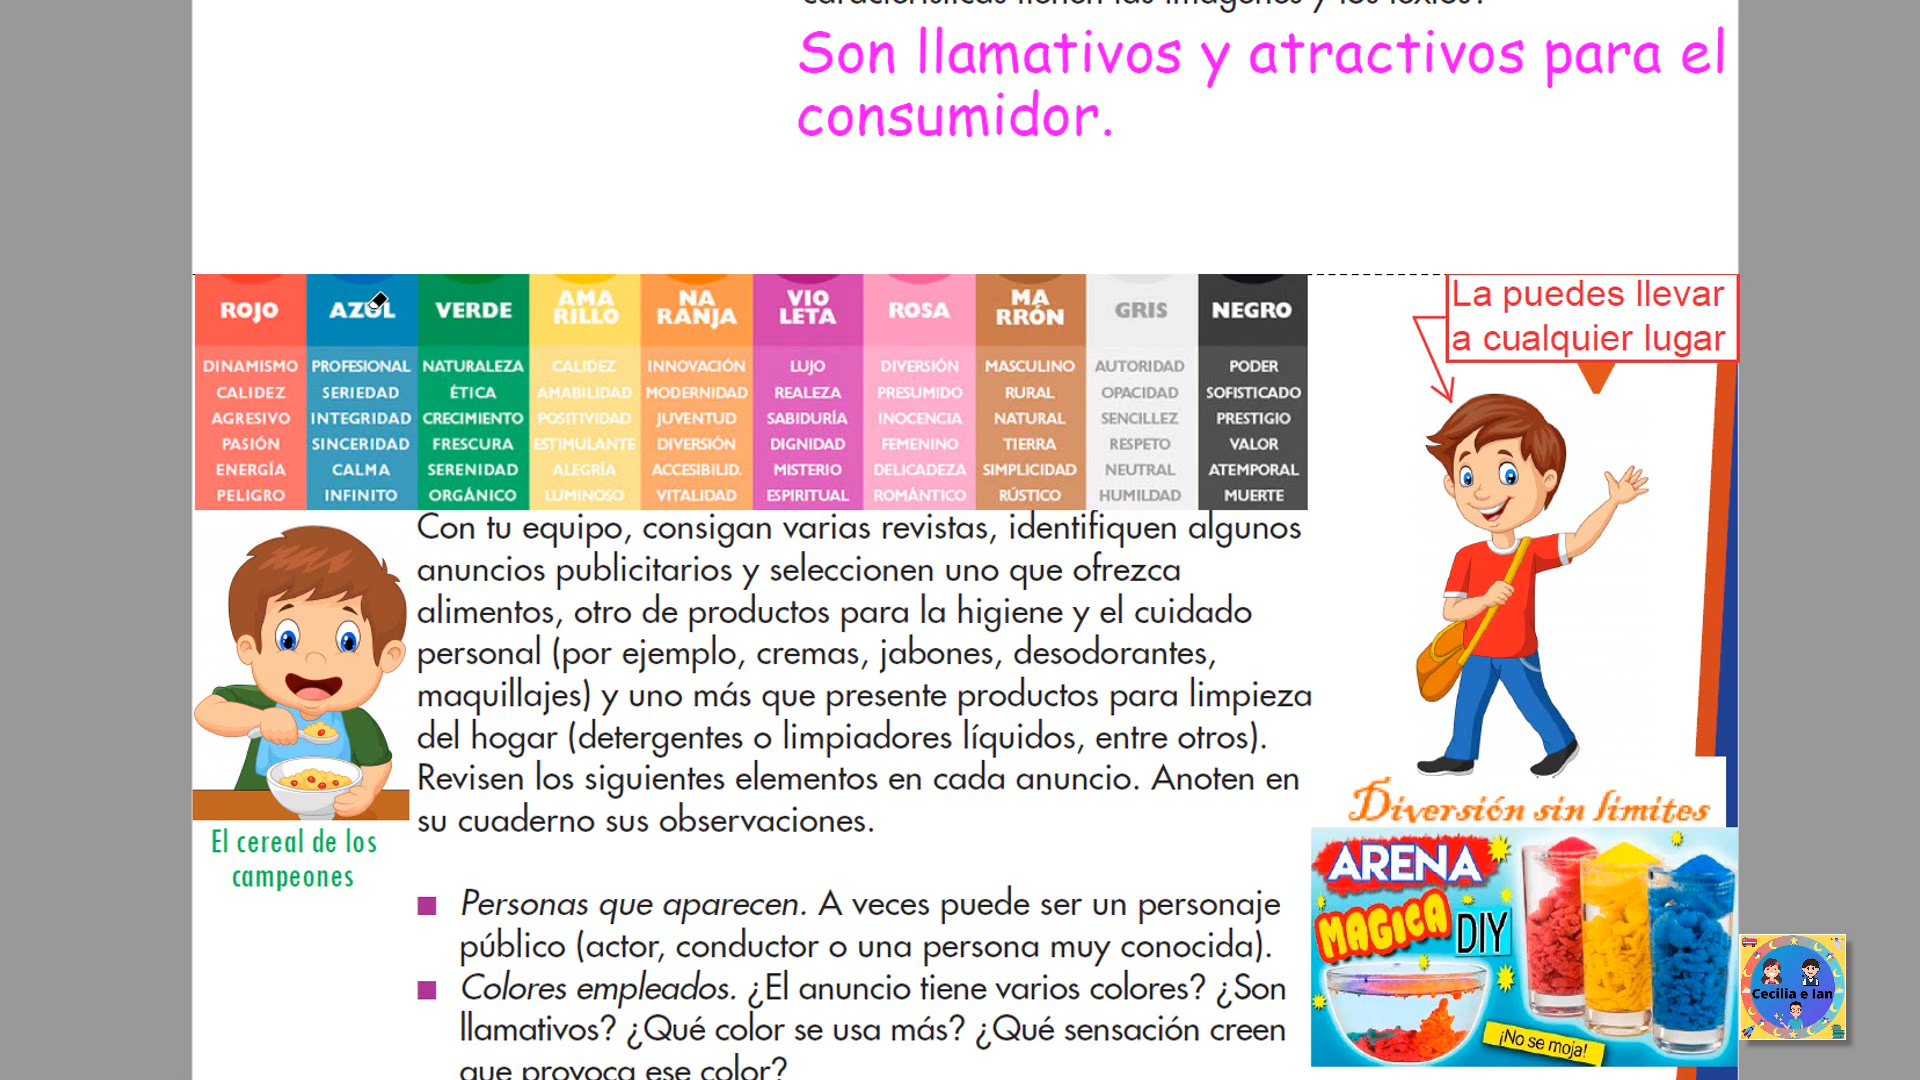 características tienen las imágenes y los textos?
Son llamativos y atractivos para el
consumidor.
ROJO
DINAMISMO
CALIDEZ
AGRESIVO
PASIÓN
ENERGÍA
PELIGRO
AZUL
PROFESIONAL
SERIEDAD
INTEGRIDAD
SINCERIDAD
CALMA
INFINITO
VERDE
NATURALEZA
ÉTICA
CRECIMIENTO
FRESCURA
SERENIDAD
ORGÁNICO
AMA
RILLO
CALIDEZ
AMABILIDAD
POSITIVIDAD
ESTIMULANTE
ALEGRÍA
LUMINOSO
NA
RANJA
INNOVACIÓN
MODERNIDAD
JUVENTUD
DIVERSIÓN
ACCESIBILID.
VITALIDAD
VIO
LETA
LUJO
REALEZA
SABIDURÍA
DIGNIDAD
MISTERIO
ESPIRITUAL
ROSA
DIVERSIÓN
PRESUMIDO
INOCENCIA
FEMENINO
DELICADEZA
ROMÁNTICO
MA
RRÓN
MASCULINO
RURAL
NATURAL
TIERRA
SIMPLICIDAD
RÚSTICO
GRIS
AUTORIDAD
OPACIDAD
SENCILLEZ
RESPETO
NEUTRAL
HUMILDAD
NEGRO
PODER
SOFISTICADO
PRESTIGIO
VALOR
ATEMPORAL
MUERTE
La puedes llevar
a cualquier lugar
Con tu equipo, consigan varias revistas, identifiquen algunos
anuncios publicitarios y seleccionen uno que ofrezca
alimentos, otro de productos para la higiene y el cuidado
personal (por ejemplo, cremas, jabones, desodorantes,
maquillajes) y uno más que presente productos para limpieza
del hogar (detergentes o limpiadores líquidos, entre otros).
Revisen los siguientes elementos en cada anuncio. Anoten en
su cuaderno sus observaciones.
El cereal de los
campeones
■ Personas que aparecen. A veces puede ser un personaje
público (actor, conductor o una persona muy conocida).
■ Colores empleados. ¿El anuncio tiene varios colores? ¿Son
llamativos? ¿Qué color se usa más? ¿Qué sensación creen
que provoca ese color?
Diversión sin limites
ARENA
MAGICA DIY
¡No se moja!
Cecilia e Ian